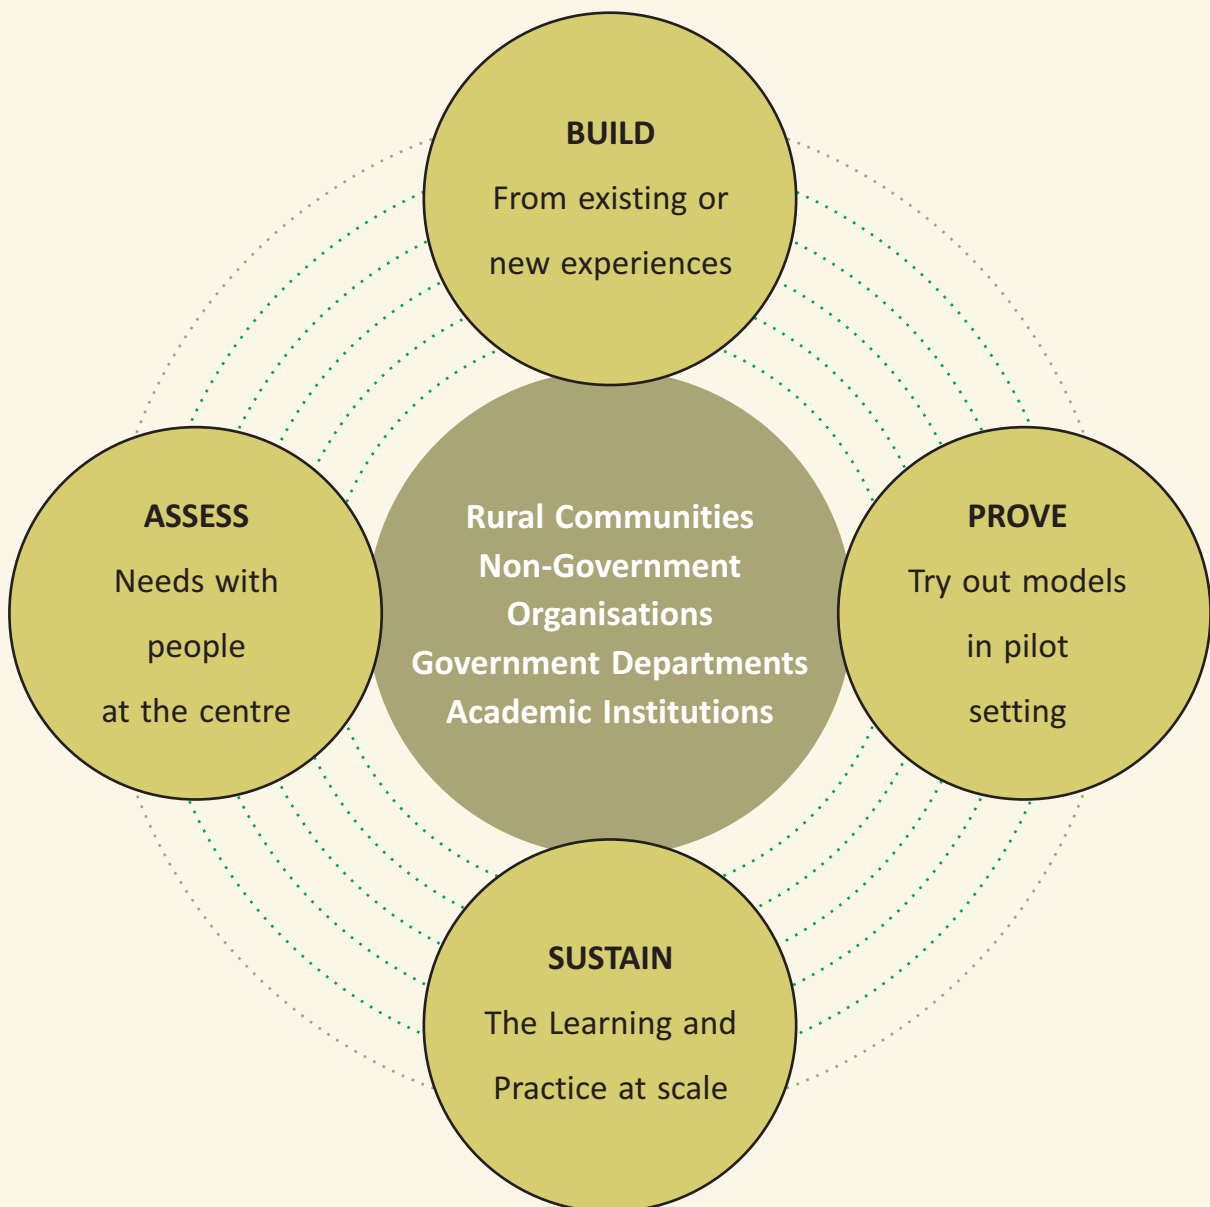 BUILD
From existing or
new experiences
ASSESS
Needs with
people
at the centre
Rural Communities
Non-Government
Organisations
Government Departments
Academic Institutions
PROVE
Try out models
in pilot
setting
SUSTAIN
The Learning and
Practice at scale